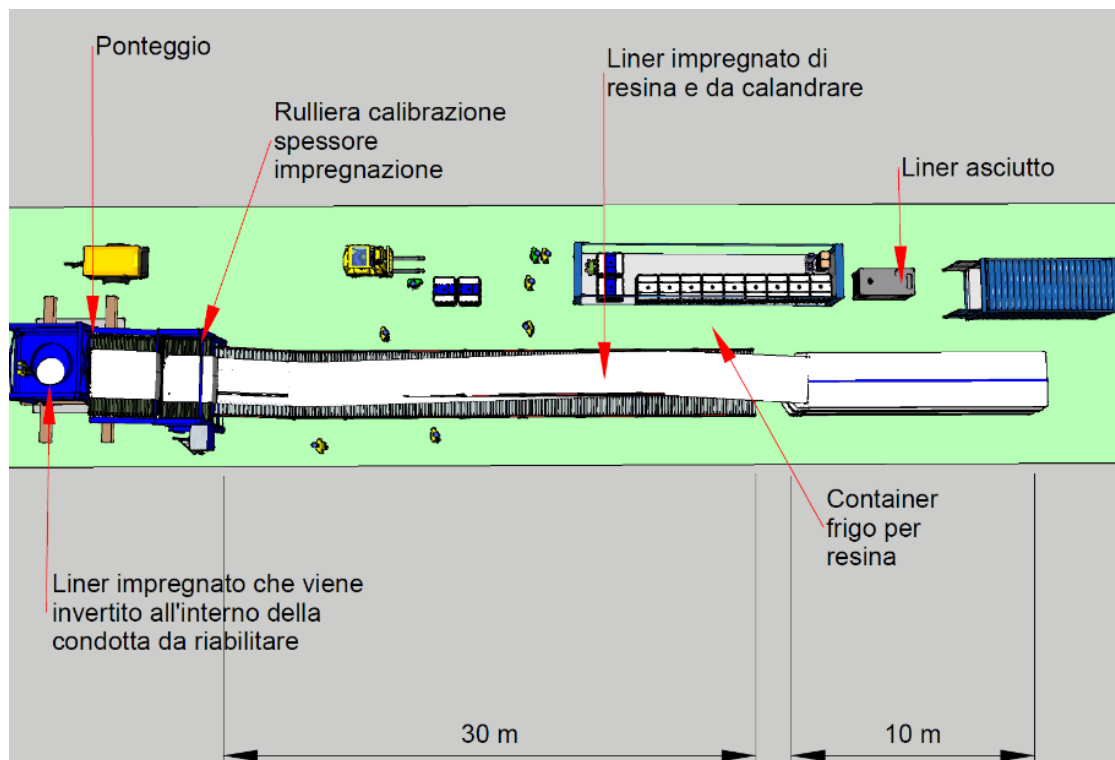 Ponteggio
Liner impregnato di
resina e da calandrare
Rulliera calibrazione
spessore
impregnazione
Liner asciutto
Container
frigo per
resina
Liner impregnato che viene
invertito all'interno della
condotta da riabilitare
30 m
10 m